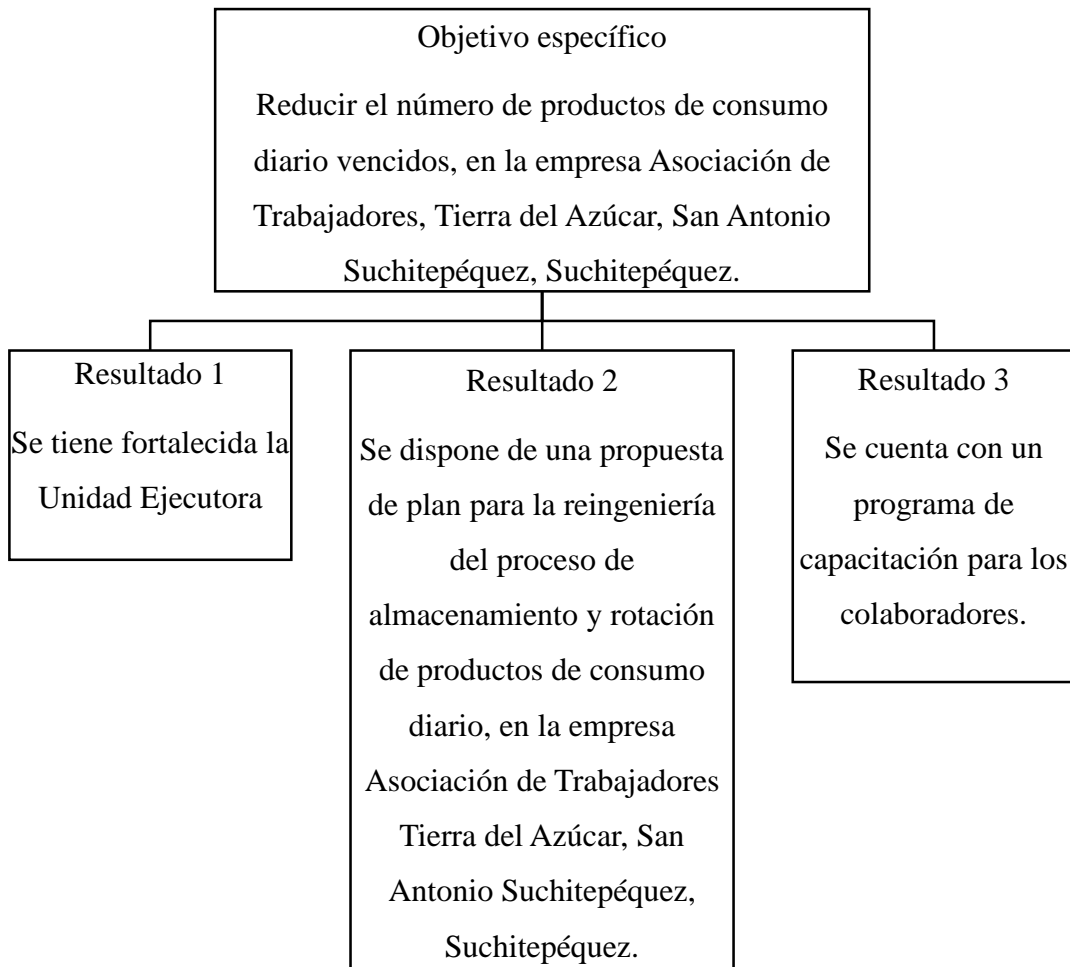 Objetivo específico
Reducir el número de productos de consumo
diario vencidos, en la empresa Asociación de
Trabajadores, Tierra del Azúcar, San Antonio
Suchitepéquez, Suchitepéquez.
Resultado 1
Se tiene fortalecida la
Unidad Ejecutora
Resultado 2
Se dispone de una propuesta
de plan para la reingeniería
del proceso de
almacenamiento y rotación
de productos de consumo
diario, en la empresa
Asociación de Trabajadores
Tierra del Azúcar, San
Antonio Suchitepéquez,
Suchitepéquez.
Resultado 3
Se cuenta con un
programa de
capacitación para los
colaboradores.